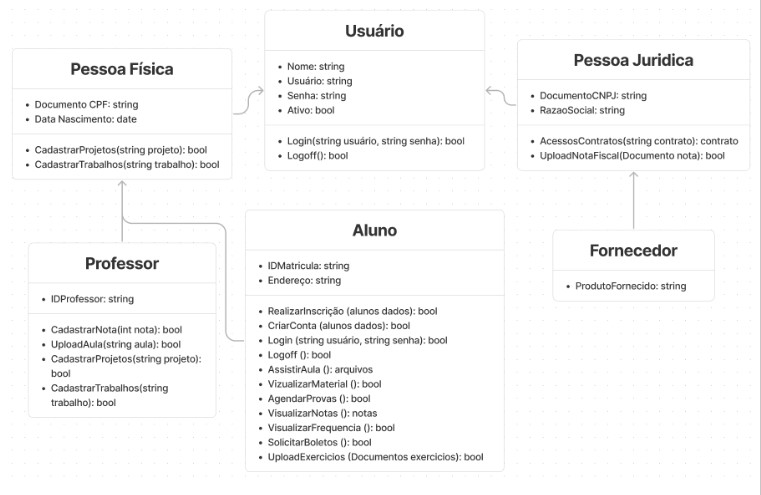 Usuário
Nome: string
Usuário: string
Senha: string
Ativo: bool
Login(string usuário, string senha): bool
Logoff(): bool
Pessoa Física
Documento CPF: string
Data Nascimento: date
CadastrarProjetos(string projeto): bool
CadastrarTrabalhos(string trabalho): bool
Pessoa Juridica
DocumentoCNPJ: string
RazaoSocial: string
AcessosContratos(string contrato): contrato
UploadNotaFiscal(Documento nota): bool
Professor
IDProfessor: string
CadastrarNota(int nota): bool
UploadAula(string aula): bool
CadastrarProjetos(string projeto):
bool
CadastrarTrabalhos(string
trabalho): bool
Aluno
IDMatricula: string
Endereço: string
RealizarInscrição (alunos dados): bool
CriarConta (alunos dados): bool
Login (string usuário, string senha): bool
Logoff (): bool
AssistirAula (): arquivos
VizualizarMaterial (): bool
AgendarProvas (): bool
VisualizarNotas (): notas
VisualizarFrequencia (): bool
SolicitarBoletos (): bool
UploadExercicios (Documentos exercicios): bool
Fornecedor
ProdutoFornecido: string